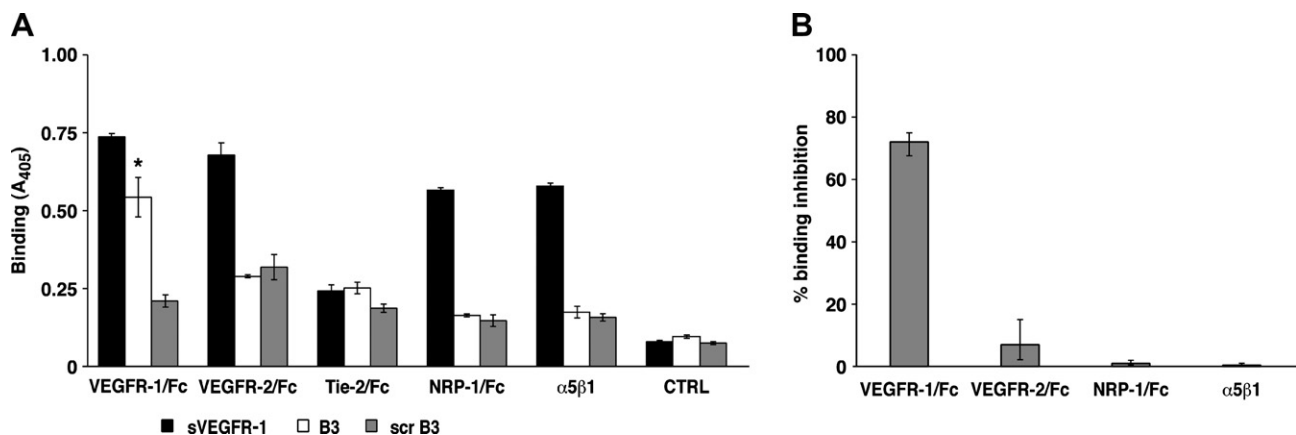 A
Binding (A405)
1.00
0.75
0.50
0.25
0
*
VEGFR-1/Fc VEGFR-2/Fc Tie-2/Fc NRP-1/Fc α5β1 CTRL
sVEGFR-1 B3 scr B3
B
% binding inhibition
100
80
60
40
20
0
VEGFR-1/Fc VEGFR-2/Fc NRP-1/Fc α5β1